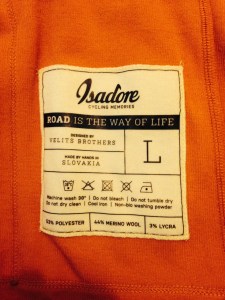 Isadore
CYCLING MEMORIES
ROAD IS THE WAY OF LIFE
DESIGNED BY
VELITS BROTHERS
MADE BY HANDS IN
SLOVAKIA
L
Machine wash 30° | Do not bleach | Do not tumble dry
Do not dry clean | Cool iron | Non-bio washing powder
53% POLYESTER
44% MERINO WOOL
3% LYCRA